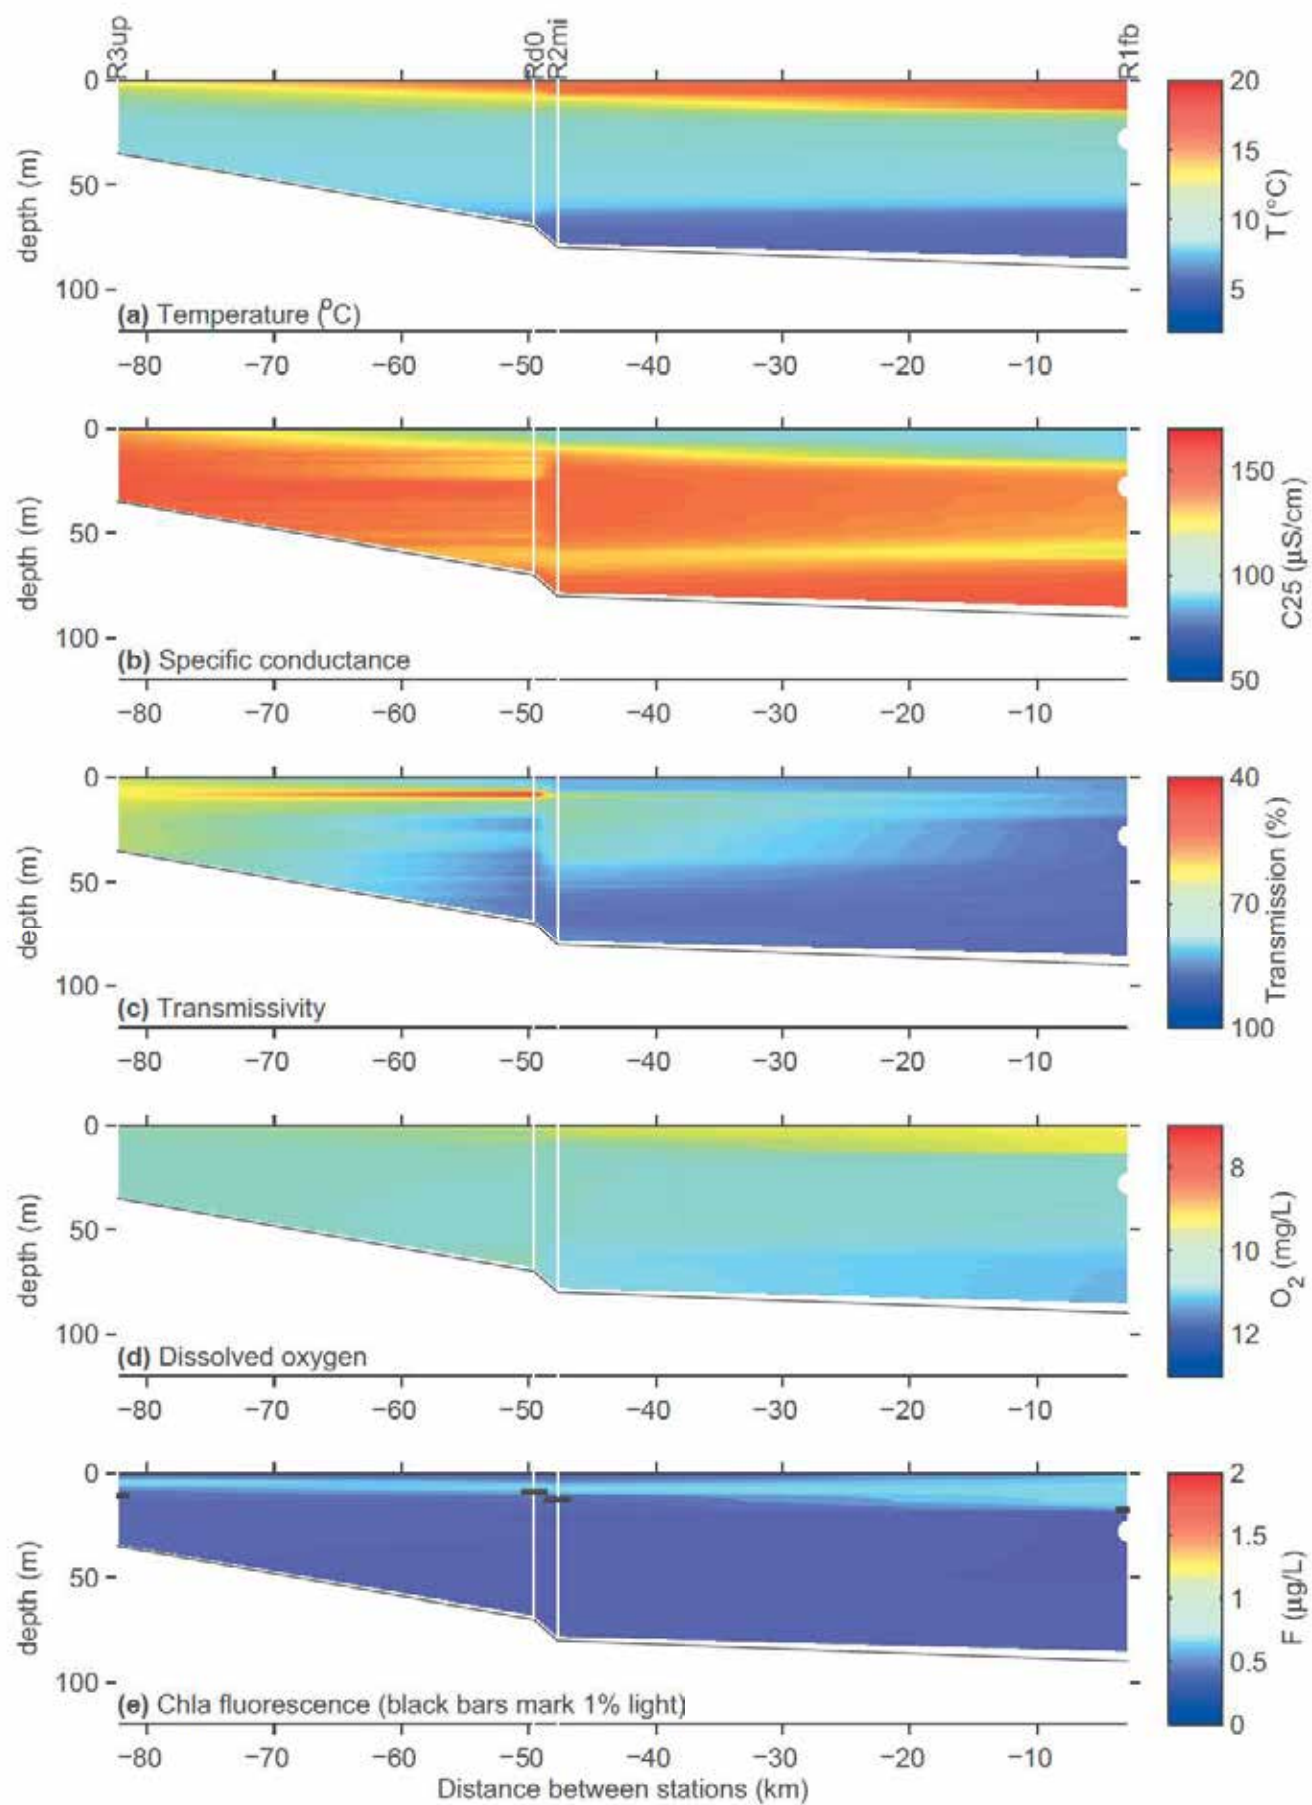 R3up Rd0 R2mi R1fb
0
50
100
depth (m)
(a) Temperature (°C)
−80 −70 −60 −50 −40 −30 −20 −10
20
15
10
5
T (°C)
0
50
100
depth (m)
(b) Specific conductance
−80 −70 −60 −50 −40 −30 −20 −10
150
100
50
C25 (µS/cm)
0
50
100
depth (m)
(c) Transmissivity
−80 −70 −60 −50 −40 −30 −20 −10
40
70
100
Transmission (%)
0
50
100
depth (m)
(d) Dissolved oxygen
−80 −70 −60 −50 −40 −30 −20 −10
8
10
12
O2 (mg/L)
0
50
100
depth (m)
(e) Chla fluorescence (black bars mark 1% light)
−80 −70 −60 −50 −40 −30 −20 −10
Distance between stations (km)
2
1.5
1
0.5
0
F (µg/L)